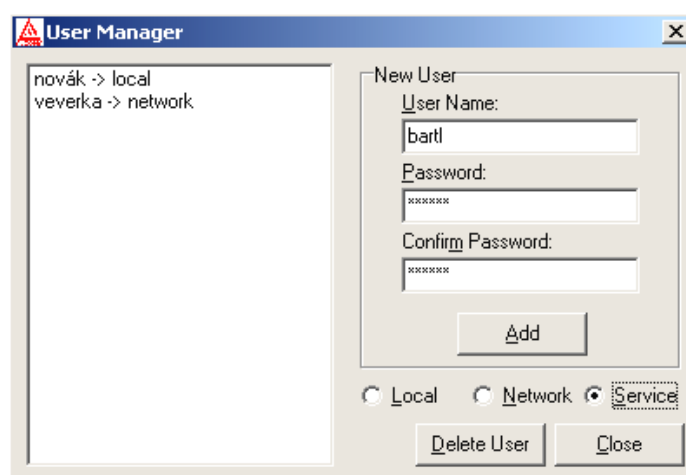 User Manager
novák -> local
veverka -> network
New User
User Name:
bartl
Password:
××××××
Confirm Password:
××××××
Add
Local Network Service
Delete User Close